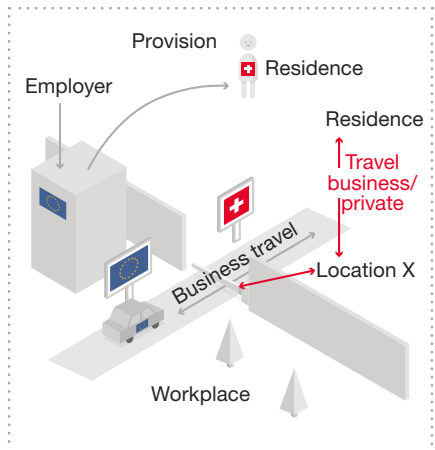 Provision
Residence
Employer
Residence
Travel
business/
private
Business travel
Location X
Workplace